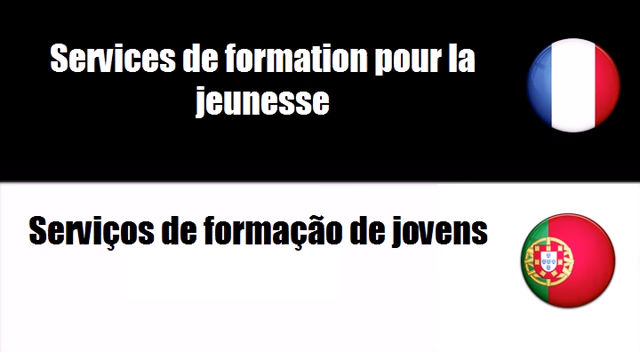 Services de formation pour la
jeunesse
Serviços de formação de jovens